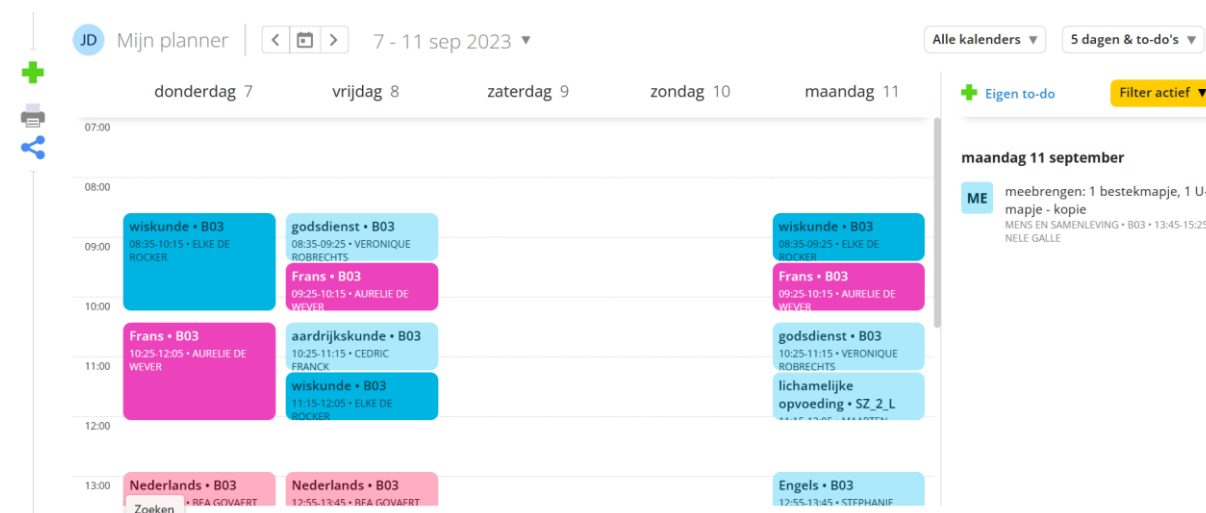 JD Mijn planner 7 - 11 sep 2023 ▼ Alle kalenders ▼ 5 dagen & to-do's ▼
donderdag 7 vrijdag 8 zaterdag 9 zondag 10 maandag 11
Eigen to-do Filter actief ▼
07:00
08:00
09:00
10:00
11:00
12:00
13:00
wiskunde • B03
08:35-10:15 • ELKE DE
ROCKER
Frans • B03
10:25-12:05 • AURELIE DE
WEVER
Nederlands • B03
• BEA GOVAERT
Zoeken
godsdienst • B03
08:35-09:25 • VERONIQUE
ROBRECHTS
Frans • B03
09:25-10:15 • AURELIE DE
WEVER
aardrijkskunde • B03
10:25-11:15 • CEDRIC
FRANCK
wiskunde • B03
11:15-12:05 • ELKE DE
ROCKER
Nederlands • B03
12:55-13:45 • BEA GOVAERT
wiskunde • B03
08:35-09:25 • ELKE DE
ROCKER
Frans • B03
09:25-10:15 • AURELIE DE
WEVER
godsdienst • B03
10:25-11:15 • VERONIQUE
ROBRECHTS
lichamelijke
opvoeding • SZ_2_L
11:15-12:05 • MAARTEN
Engels • B03
12:55-13:45 • STEPHANIE
maandag 11 september
ME
meebrengen: 1 bestekmapje, 1 U-
mapje - kopie
MENS EN SAMENLEVING • B03 • 13:45-15:25
NELE GALLE